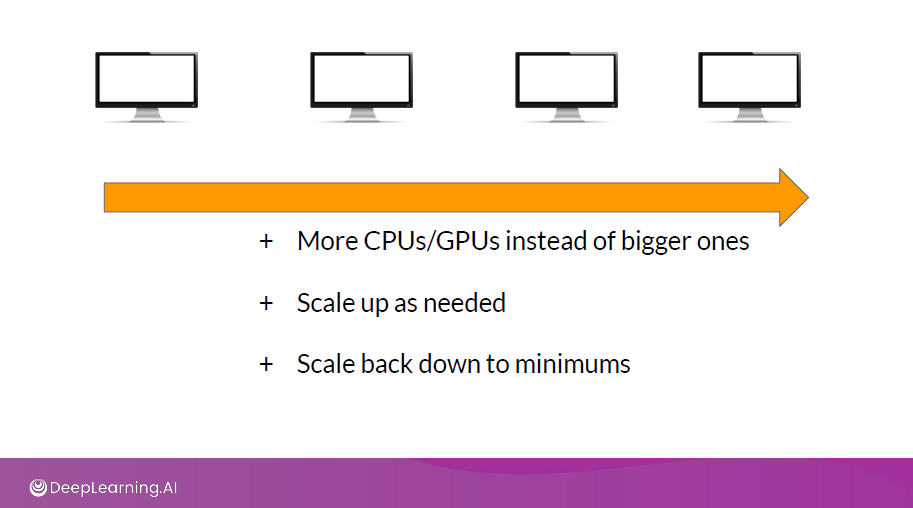 + More CPUs/GPUs instead of bigger ones
+ Scale up as needed
+ Scale back down to minimums
DeepLearning.AI